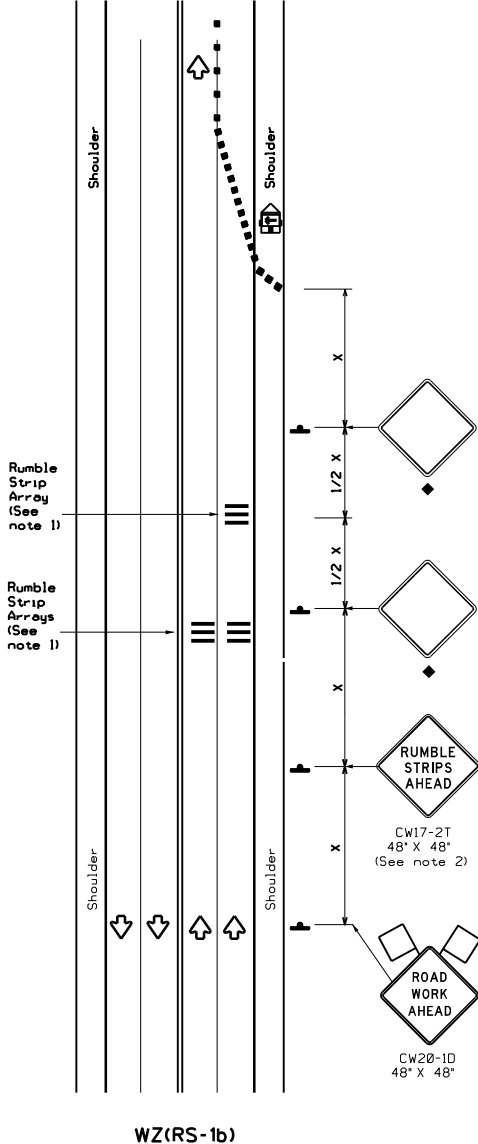 Shoulder
Shoulder
X
1/2 X
Rumble
Strip
Array
(See
note 1)
1/2 X
Rumble
Strip
Arrays
(See
note 1)
X
RUMBLE
STRIPS
AHEAD
CW17-2T
48" X 48"
(See note 2)
X
Shoulder
Shoulder
ROAD
WORK
AHEAD
CW20-1D
48" X 48"
WZ(RS-1b)